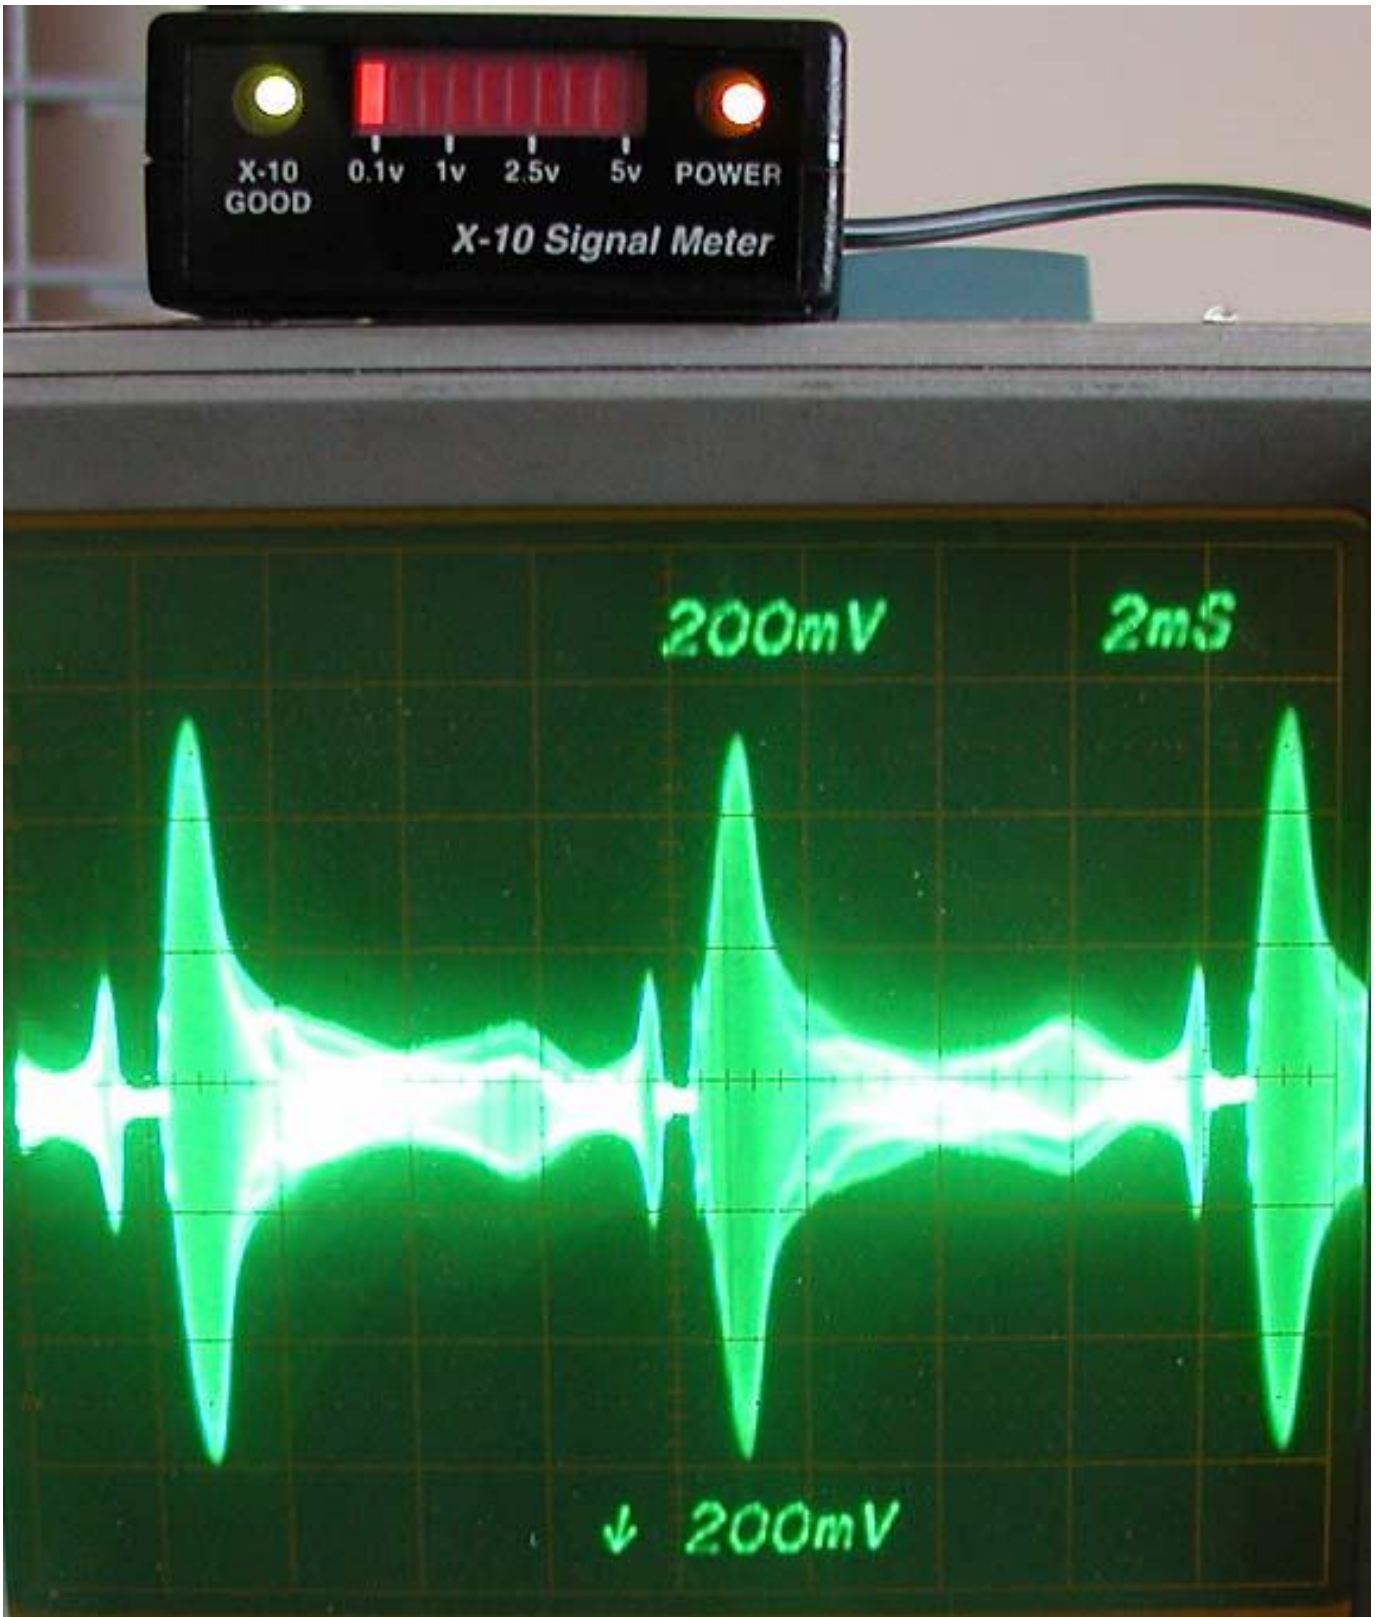 X-10
GOOD
0.1v 1v 2.5v 5v
POWER
X-10 Signal Meter
200mV 2mS
↓ 200mV